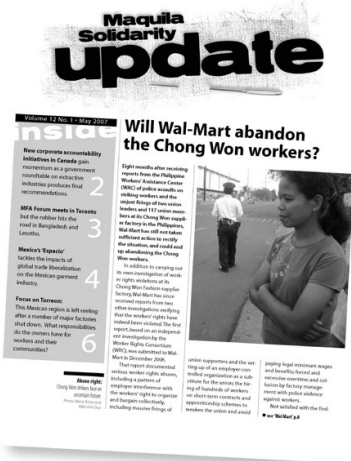 Maquila
Solidarity
update
Volume 12 No. 1 • May 2007
inside
New corporate accountability
initiatives in Canada gain
momentum as a government
roundtable on extractive
industries produces final
recommendations.
2
MFA Forum meets in Toronto
but the rubber hits the
road in Bangladesh and
Lesotho.
3
Mexico's 'Espacio'
tackles the impacts of
global trade liberalization
on the Mexican garment
industry.
4
Focus on Torreon:
This Mexican region is left reeling
after a number of major factories
shut down. What responsibilities
do the owners have for
workers and their
communities?
6
Above right:
Chong Won strikers face an
uncertain future.
Will Wal-Mart abandon
the Chong Won workers?
Eight months after receiving
reports from the Philippine
Workers' Assistance Center
(WAC) of police assaults on
striking workers and the
unjust firings of two union
leaders and 117 union mem-
bers at its Chong Won suppli-
er factory in the Philippines,
Wal-Mart has still not taken
sufficient action to rectify
the situation, and could end
up abandoning the Chong
Won workers.
In addition to carrying out
its own investigation of work-
er rights violations at its
Chong Won Fashion supplier
factory, Wal-Mart has since
received reports from two
other investigations verifying
that the workers' rights have
indeed been violated. The first
report, based on an independ-
ent investigation by the
Worker Rights Consortium
(WRC), was submitted to Wal-
Mart in December 2006.
That report documented
serious worker rights abuses,
including a pattern of
employer interference with
the workers' right to organize
and bargain collectively,
including massive firings of
union supporters and the set-
ting up of an employer-con-
trolled organization as a sub-
stitute for the union; the hir-
ing of hundreds of workers
on short term contracts and
apprenticeship schemes to
weaken the union and avoid
paying legal minimum wages
and benefits; forced and
excessive overtime; and col-
lusion by factory manage-
ment with police violence
against workers.
Not satisfied with the find-
● see 'Wal-Mart' p.8